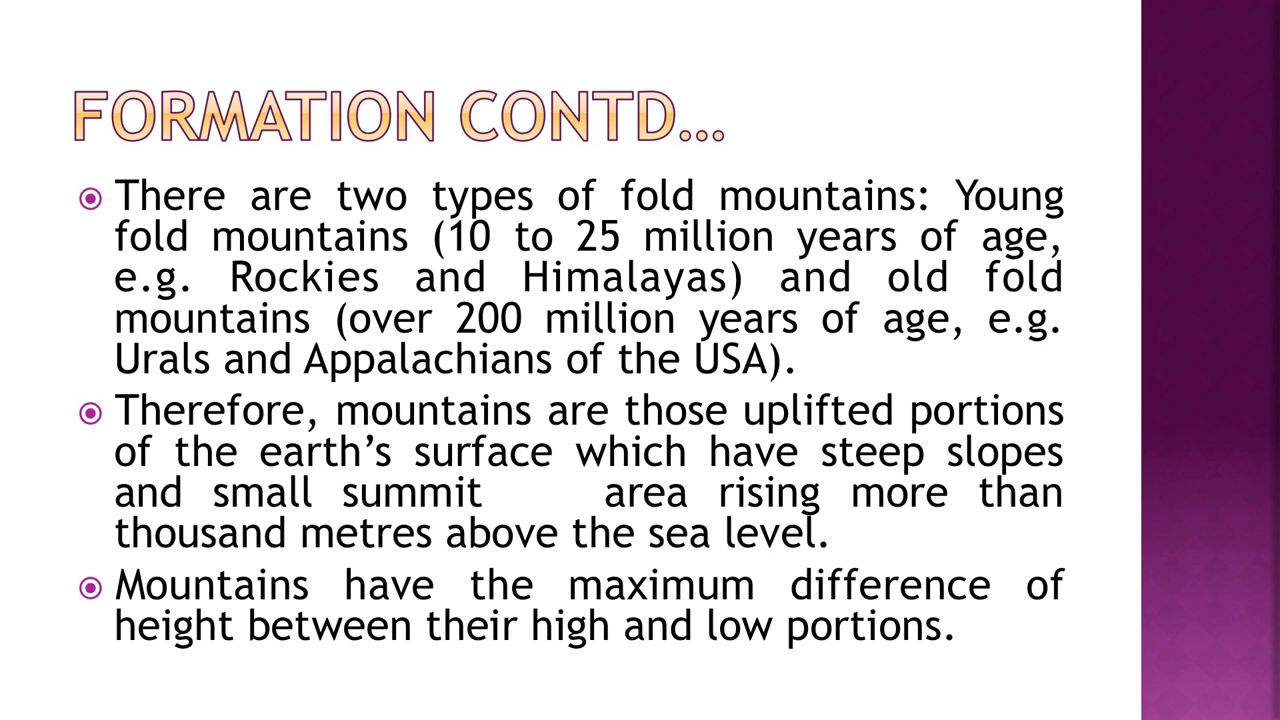 FORMATION CONTD…
There are two types of fold mountains: Young
fold mountains (10 to 25 million years of age,
e.g. Rockies and Himalayas) and old fold
mountains (over 200 million years of age, e.g.
Urals and Appalachians of the USA).
Therefore, mountains are those uplifted portions
of the earth’s surface which have steep slopes
and small summit area rising more than
thousand metres above the sea level.
Mountains have the maximum difference of
height between their high and low portions.